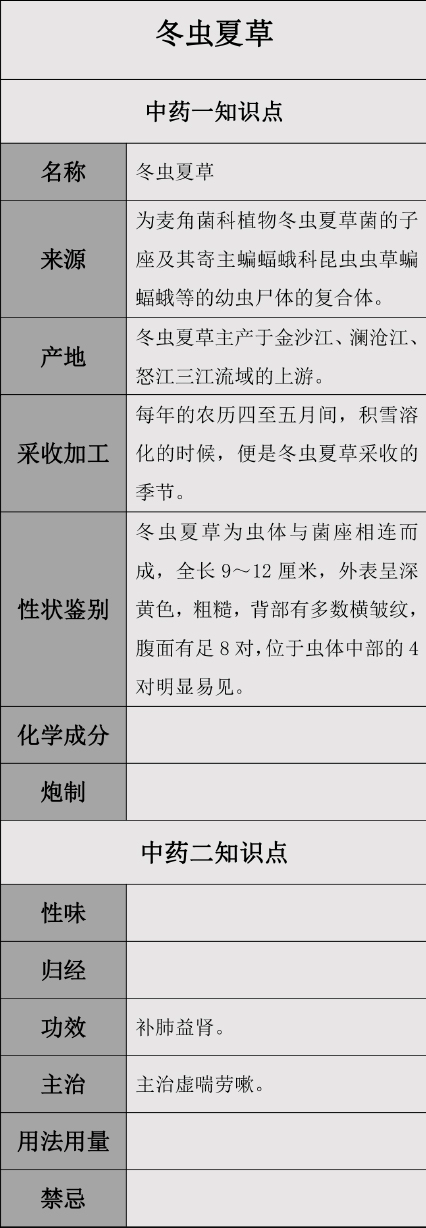 冬虫夏草
中药一知识点
名称
冬虫夏草
来源
为麦角菌科植物冬虫夏草菌的子
座及其寄主蝙蝠蛾科昆虫虫草蝙
蝠蛾等的幼虫尸体的复合体。
产地
冬虫夏草主产于金沙江、澜沧江、
怒江三江流域的上游。
采收加工
每年的农历四至五月间，积雪溶
化的时候，便是冬虫夏草采收的
季节。
性状鉴别
冬虫夏草为虫体与菌座相连而
成，全长 9～12 厘米，外表呈深
黄色，粗糙，背部有多数横皱纹，
腹面有足 8 对，位于虫体中部的 4
对明显易见。
化学成分
炮制
中药二知识点
性味
归经
功效
补肺益肾。
主治
主治虚喘劳嗽。
用法用量
禁忌